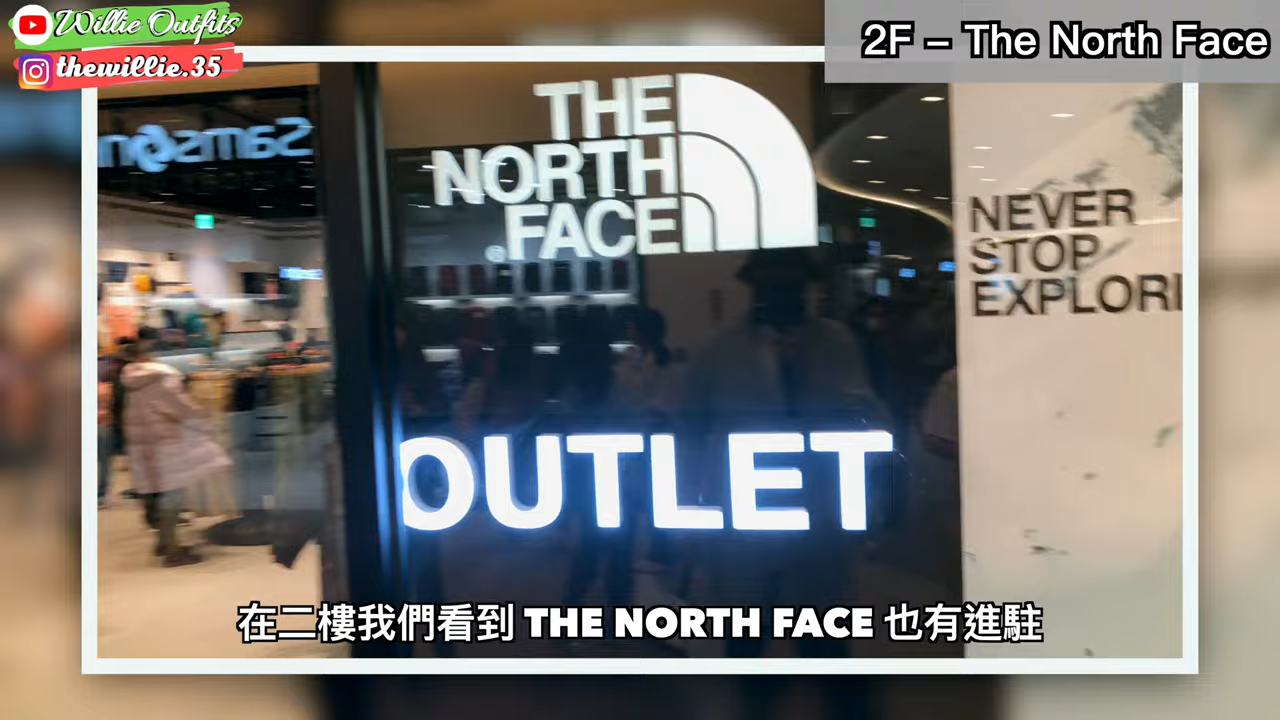 Willie Outfits
thewillie.35
2F – The North Face
Samsonite
THE
NORTH
FACE®
NEVER
STOP
EXPLORI
OUTLET
在二樓我們看到 THE NORTH FACE 也有進駐